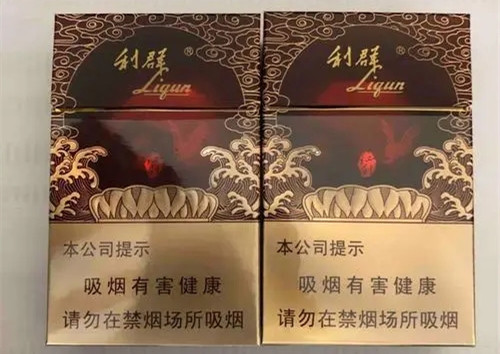 利群®
Liqun
本公司提示
吸烟有害健康
请勿在禁烟场所吸烟
利群®
Liqun
本公司提示
吸烟有害健康
请勿在禁烟场所吸烟